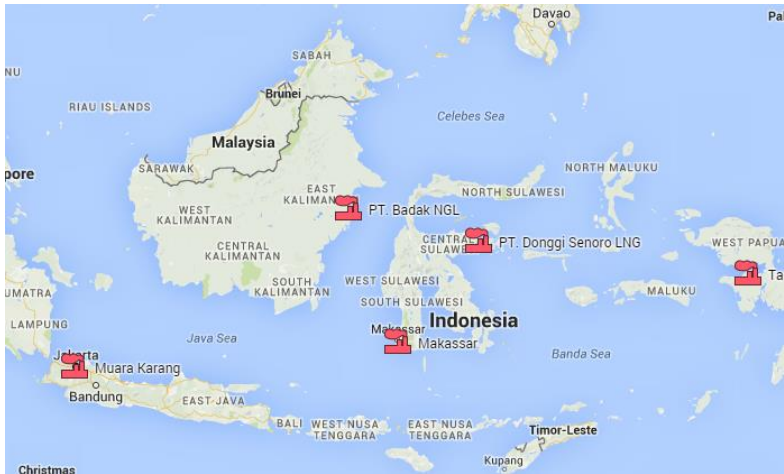 Davao
Pa
NU
SABAH
Brunei
RIAU ISLANDS
Celebes Sea
Malaysia
SARAWAK
pore
NORTH MALUKU
EAST
KALIMAN
NORTH SULAWESI
WEST
KALIMANTAN
PT. Badak NGL
CENTRAL
KALIMANTAN
CENTRAL
SULAWE
PT. Donggi Senoro LNG
WEST PAPUA
Ta
SOUTH
KALIMANTAN
WEST SULAWESI
SUMATRA
SOUTH SULAWESI
MALUKU
LAMPUNG
Java Sea
Makassar
Indonesia
Makassar
Banda Sea
Jakarta
Muara Karang
Bandung
EAST JAVA
BALI
WEST NUSA
TENGGARA
EAST NUSA
TENGGARA
Timor-Leste
Kupang
Christmas